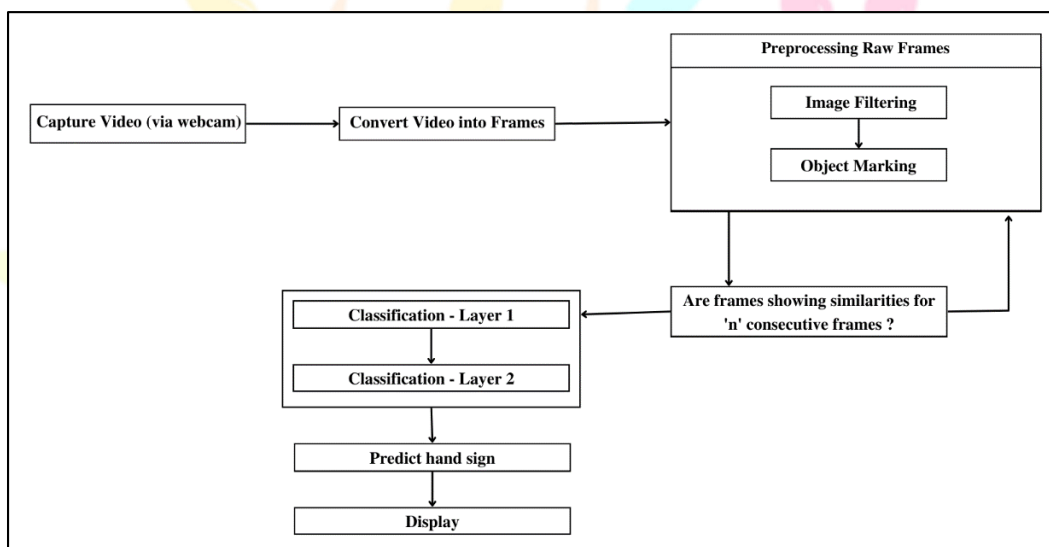 Preprocessing Raw Frames
Capture Video (via webcam)
Convert Video into Frames
Image Filtering
Object Marking
Are frames showing similarities for
'n' consecutive frames ?
Classification - Layer 1
Classification - Layer 2
Predict hand sign
Display